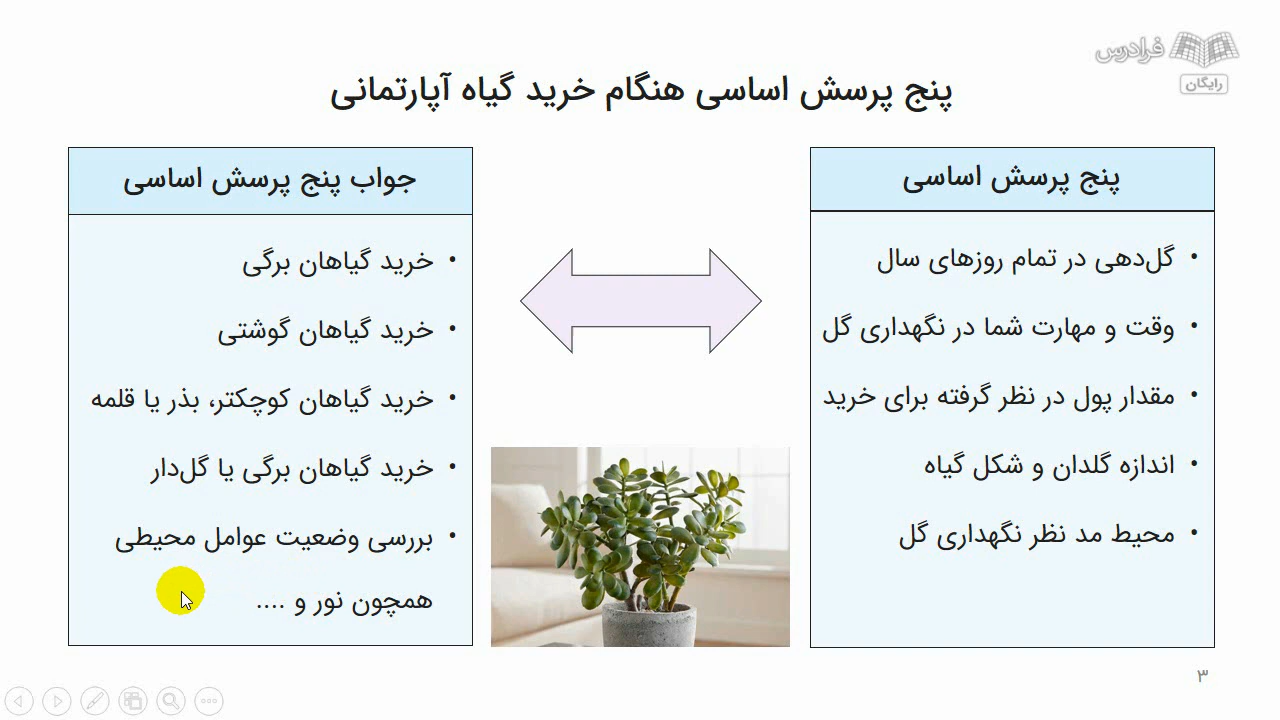 فرادرس
رایگان
پنج پرسش اساسی هنگام خرید گیاه آپارتمانی
پنج پرسش اساسی
• گل‌دهی در تمام روزهای سال
• وقت و مهارت شما در نگهداری گل
• مقدار پول در نظر گرفته برای خرید
• اندازه گلدان و شکل گیاه
• محیط مد نظر نگهداری گل
جواب پنج پرسش اساسی
• خرید گیاهان برگی
• خرید گیاهان گوشتی
• خرید گیاهان کوچکتر، بذر یا قلمه
• خرید گیاهان برگی یا گل‌دار
• بررسی وضعیت عوامل محیطی
همچون نور و ....
۳